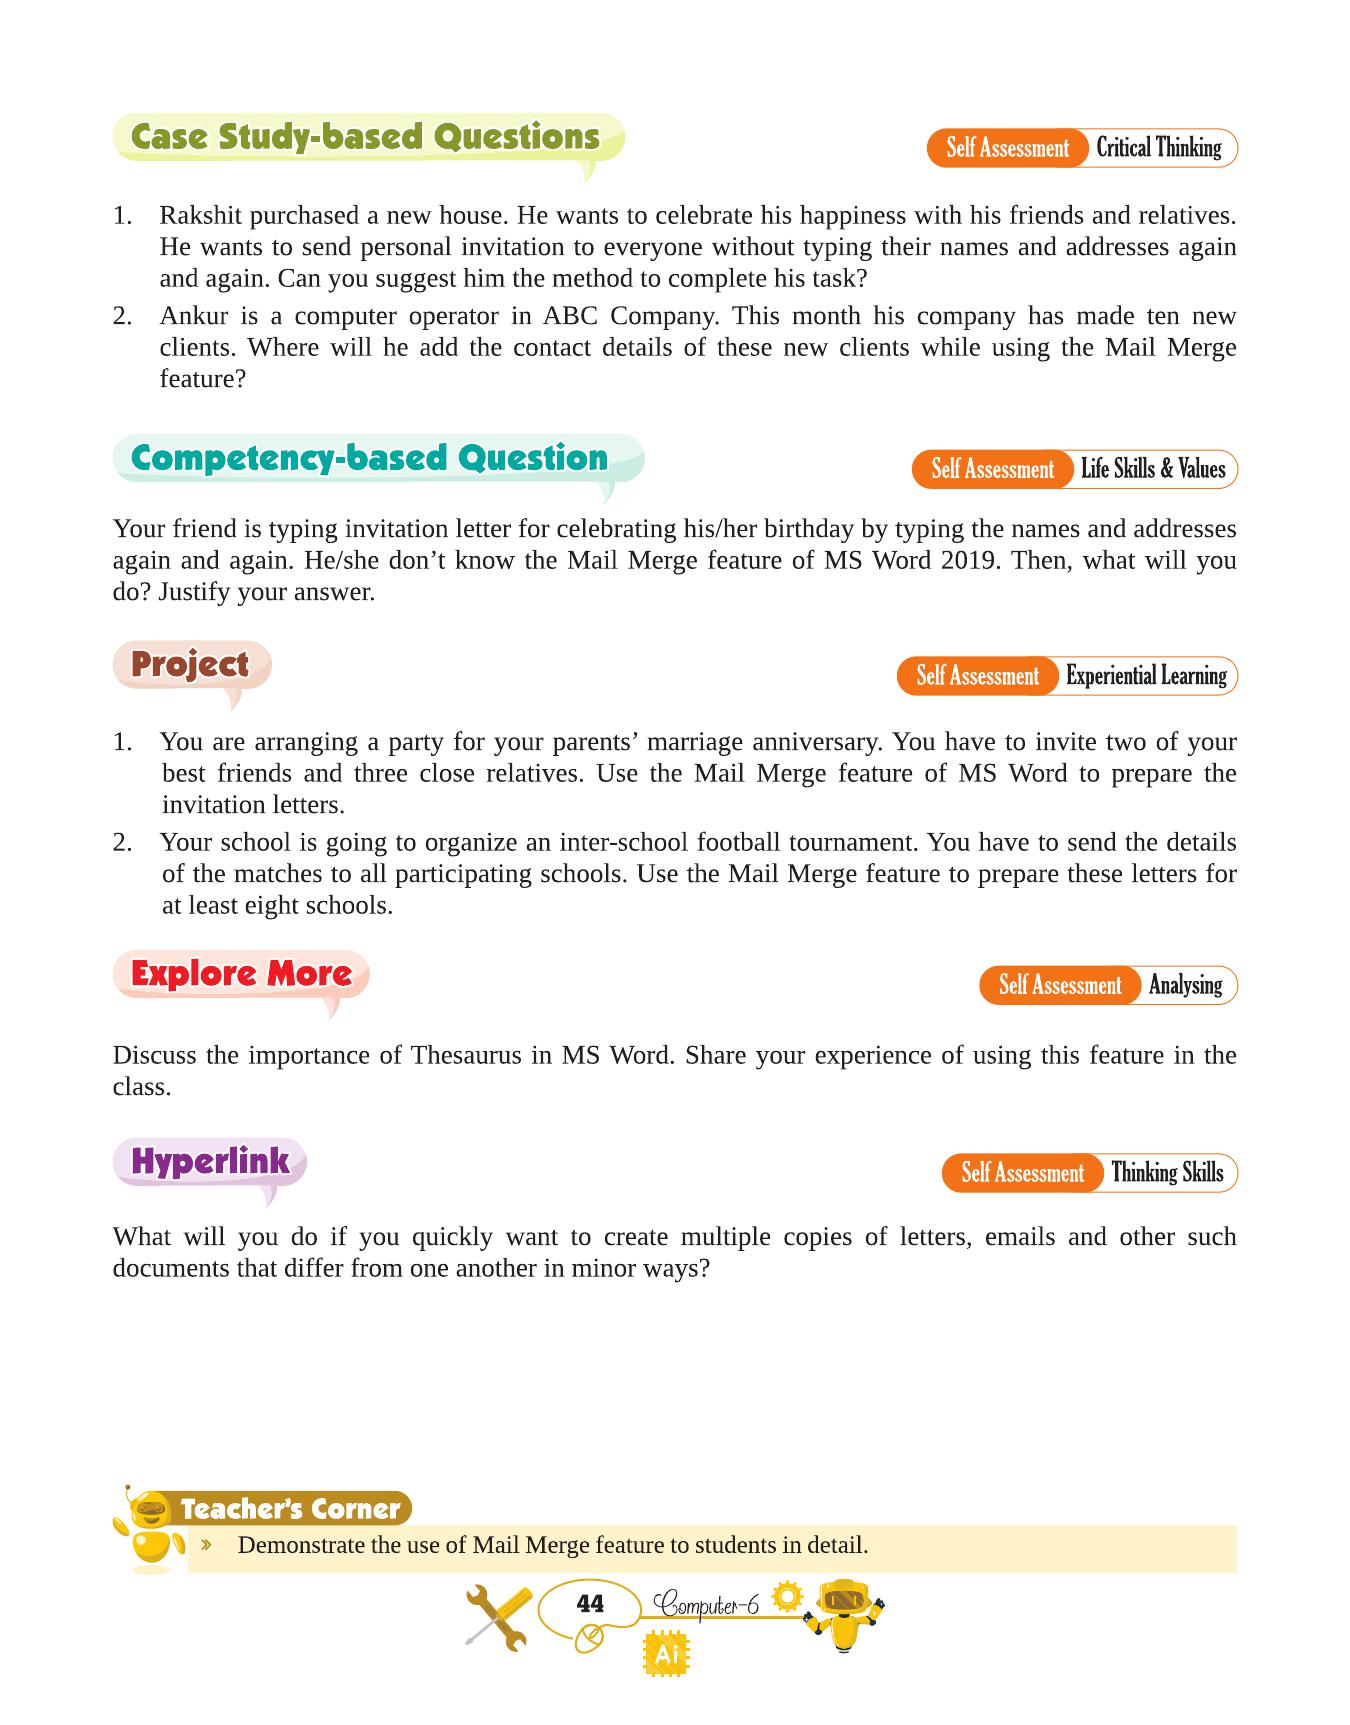 Case Study-based Questions
Self Assessment Critical Thinking
1. Rakshit purchased a new house. He wants to celebrate his happiness with his friends and relatives.
He wants to send personal invitation to everyone without typing their names and addresses again
and again. Can you suggest him the method to complete his task?
2. Ankur is a computer operator in ABC Company. This month his company has made ten new
clients. Where will he add the contact details of these new clients while using the Mail Merge
feature?
Competency-based Question
Self Assessment Life Skills & Values
Your friend is typing invitation letter for celebrating his/her birthday by typing the names and addresses
again and again. He/she don’t know the Mail Merge feature of MS Word 2019. Then, what will you
do? Justify your answer.
Project
Self Assessment Experiential Learning
1. You are arranging a party for your parents’ marriage anniversary. You have to invite two of your
best friends and three close relatives. Use the Mail Merge feature of MS Word to prepare the
invitation letters.
2. Your school is going to organize an inter-school football tournament. You have to send the details
of the matches to all participating schools. Use the Mail Merge feature to prepare these letters for
at least eight schools.
Explore More
Self Assessment Analysing
Discuss the importance of Thesaurus in MS Word. Share your experience of using this feature in the
class.
Hyperlink
Self Assessment Thinking Skills
What will you do if you quickly want to create multiple copies of letters, emails and other such
documents that differ from one another in minor ways?
Teacher’s Corner
» Demonstrate the use of Mail Merge feature to students in detail.
44 Computer-6
Ai